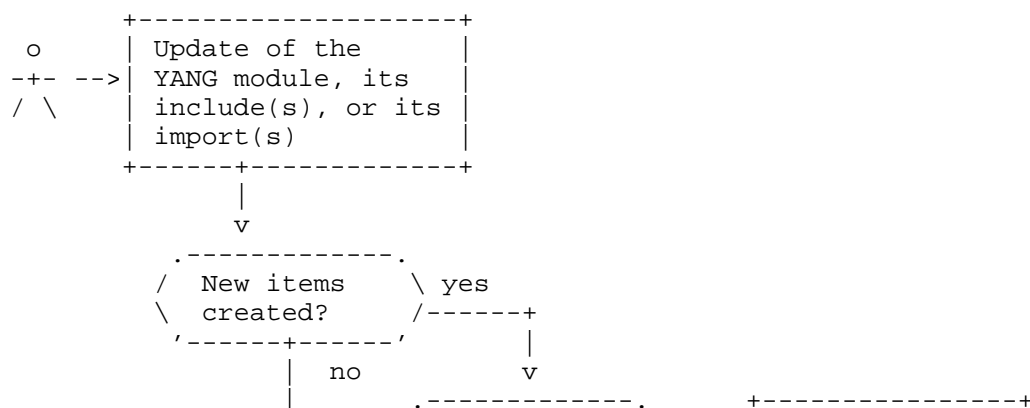 Update of the
YANG module, its
include(s), or its
import(s)
New items
yes
created?
no